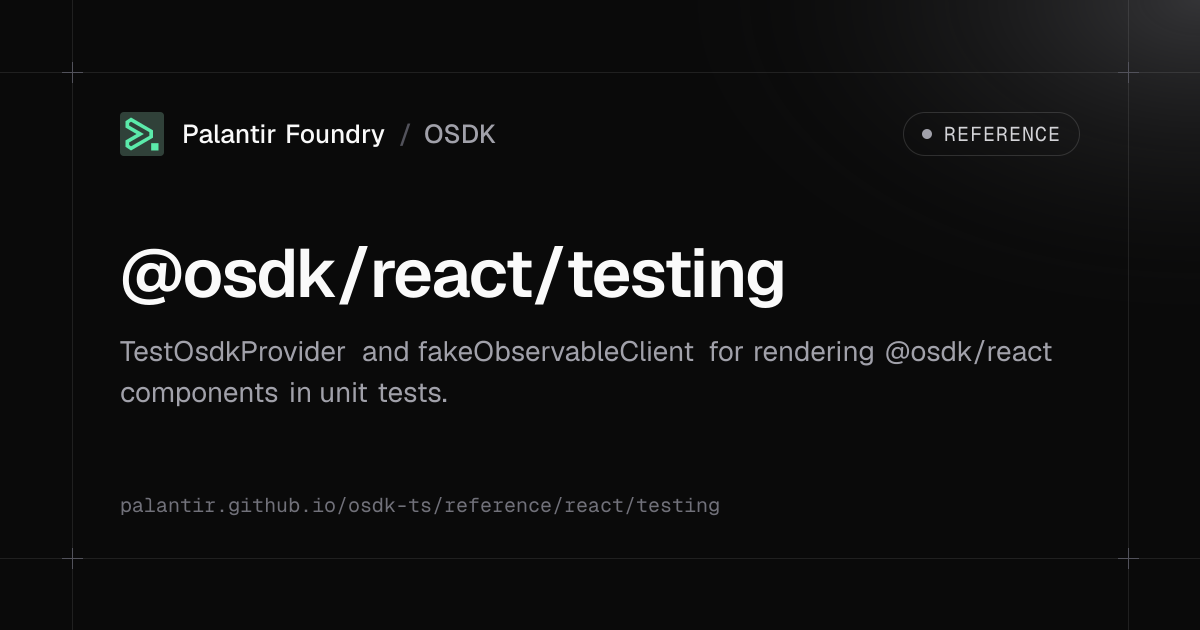 Palantir Foundry / OSDK
REFERENCE
@osdk/react/testing
TestOsdkProvider and fakeObservableClient for rendering @osdk/react
components in unit tests.
palantir.github.io/osdk-ts/reference/react/testing